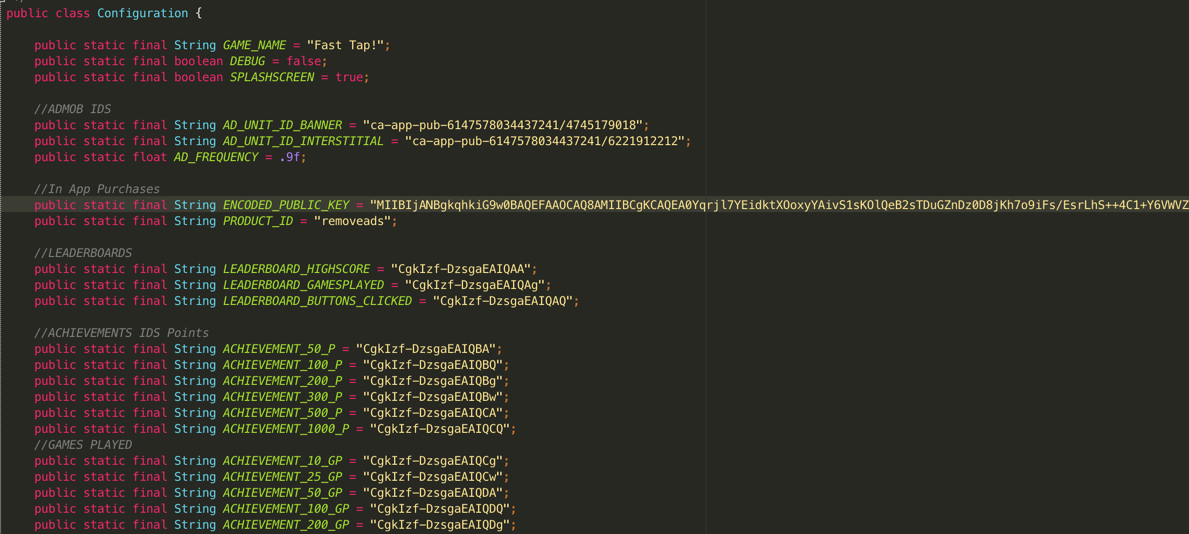 public class Configuration {
public static final String GAME_NAME = "Fast Tap!";
public static final boolean DEBUG = false;
public static final boolean SPLASHSCREEN = true;
//ADMOB IDS
public static final String AD_UNIT_ID_BANNER = "ca-app-pub-6147578034437241/4745179018";
public static final String AD_UNIT_ID_INTERSTITIAL = "ca-app-pub-6147578034437241/6221912212";
public static float AD_FREQUENCY = .9f;
//In App Purchases
public static final String ENCODED_PUBLIC_KEY = "MIIBIjANBgkqhkiG9w0BAQEFAAOCAQ8AMIIBCgKCAQEA0Yqrjl7YEidktXOoxyYAivS1sKOlQeB2sTDuGZnDz0D8jKh7o9iFs/EsrLhS++4C1+Y6VWVZ
public static final String PRODUCT_ID = "removeads";
//LEADERBOARDS
public static final String LEADERBOARD_HIGHSCORE = "CgkIzf-DzsgaEAIQAA";
public static final String LEADERBOARD_GAMESPLAYED = "CgkIzf-DzsgaEAIQAg";
public static final String LEADERBOARD_BUTTONS_CLICKED = "CgkIzf-DzsgaEAIQAQ";
//ACHIEVEMENTS IDS Points
public static final String ACHIEVEMENT_50_P = "CgkIzf-DzsgaEAIQBA";
public static final String ACHIEVEMENT_100_P = "CgkIzf-DzsgaEAIQBQ";
public static final String ACHIEVEMENT_200_P = "CgkIzf-DzsgaEAIQBg";
public static final String ACHIEVEMENT_300_P = "CgkIzf-DzsgaEAIQBw";
public static final String ACHIEVEMENT_500_P = "CgkIzf-DzsgaEAIQCA";
public static final String ACHIEVEMENT_1000_P = "CgkIzf-DzsgaEAIQCQ";
//GAMES PLAYED
public static final String ACHIEVEMENT_10_GP = "CgkIzf-DzsgaEAIQCg";
public static final String ACHIEVEMENT_25_GP = "CgkIzf-DzsgaEAIQCw";
public static final String ACHIEVEMENT_50_GP = "CgkIzf-DzsgaEAIQDA";
public static final String ACHIEVEMENT_100_GP = "CgkIzf-DzsgaEAIQDQ";
public static final String ACHIEVEMENT_200_GP = "CgkIzf-DzsgaEAIQDg";